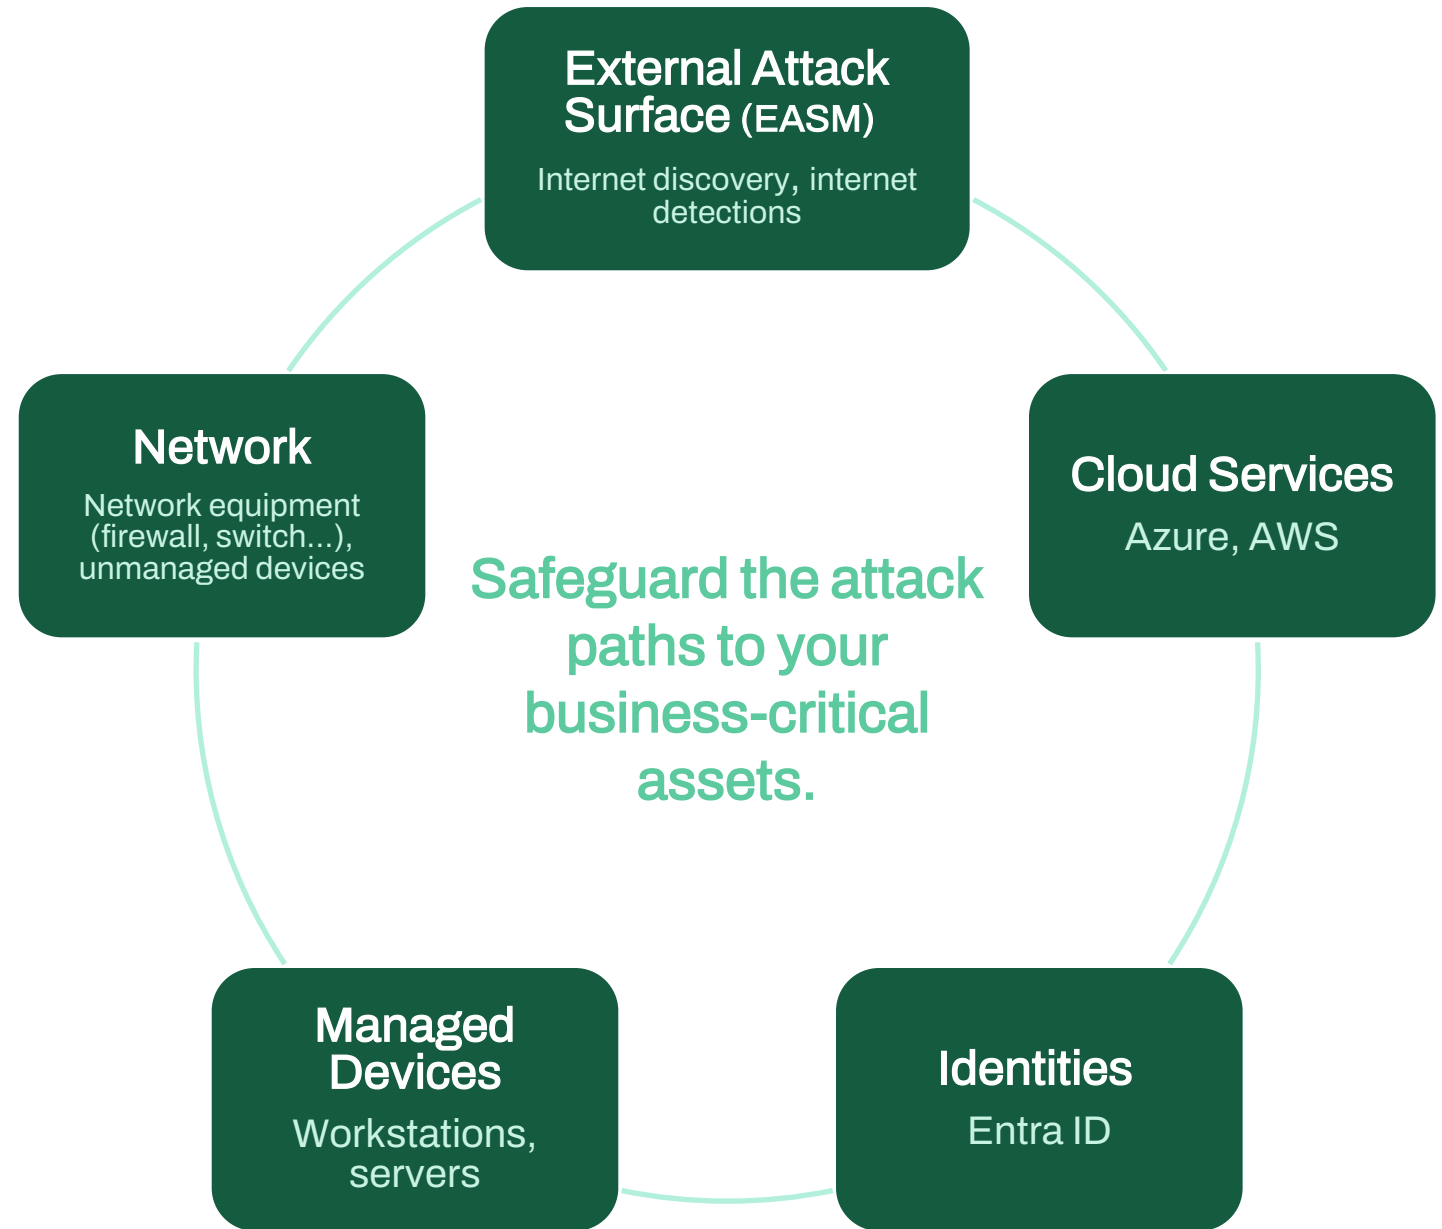 External Attack
Surface (EASM)
Internet discovery, internet
detections
Network
Network equipment
(firewall, switch...),
unmanaged devices
Cloud Services
Azure, AWS
Safeguard the attack
paths to your
business-critical
assets.
Managed
Devices
Workstations,
servers
Identities
Entra ID